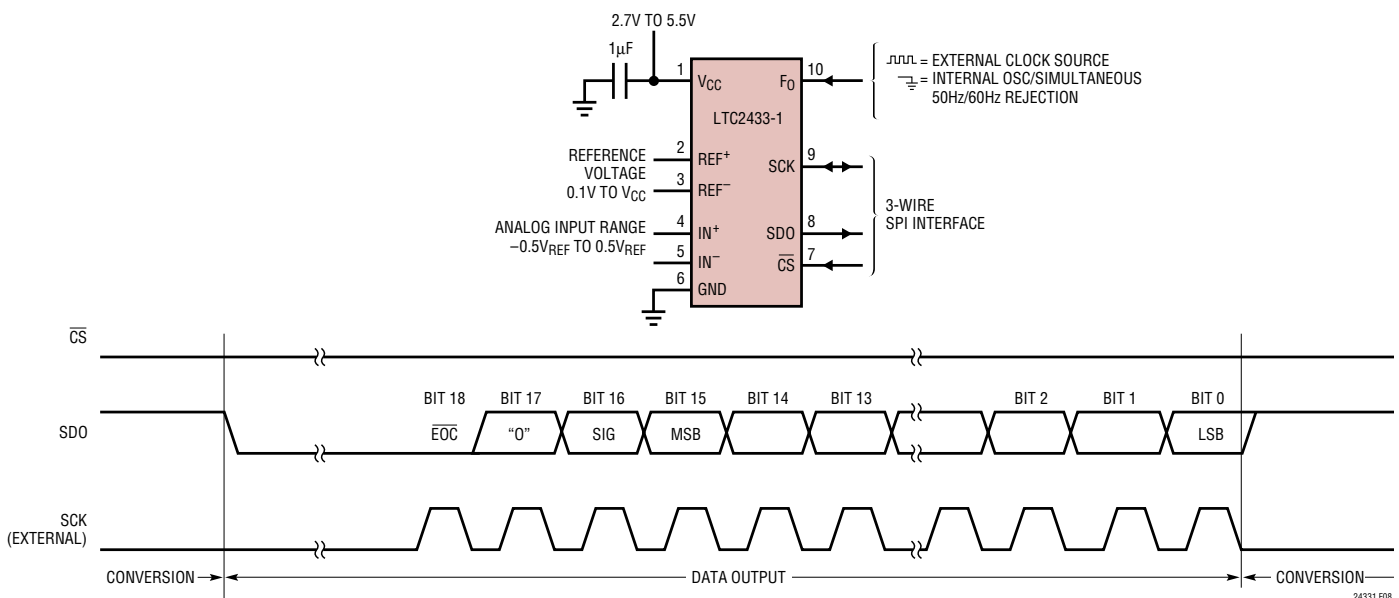 2.7V TO 5.5V
1µF
1
VCC
LTC2433-1
FO
10
= EXTERNAL CLOCK SOURCE
= INTERNAL OSC/SIMULTANEOUS
50Hz/60Hz REJECTION
REFERENCE
VOLTAGE
0.1V TO VCC
2
REF+
3
REF–
SCK
9
ANALOG INPUT RANGE
–0.5VREF TO 0.5VREF
4
IN+
5
IN–
6
GND
SDO
8
CS
7
3-WIRE
SPI INTERFACE
CS
BIT 18
BIT 17
BIT 16
BIT 15
BIT 14
BIT 13
BIT 2
BIT 1
BIT 0
SDO
EOC
“O”
SIG
MSB
LSB
SCK
(EXTERNAL)
CONVERSION
DATA OUTPUT
CONVERSION
24331 F08